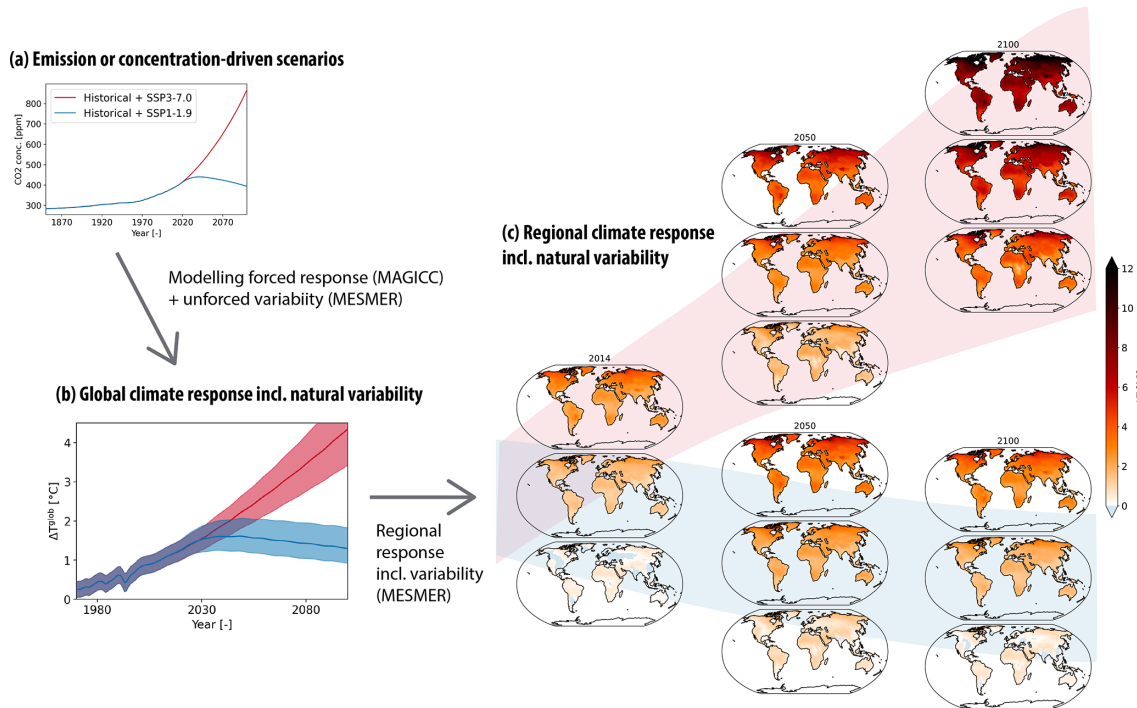 (a) Emission or concentration-driven scenarios
Historical + SSP3-7.0
Historical + SSP1-1.9
CO2 conc. [ppm]
800
700
600
500
400
300
1870 1920 1970 2020 2070
Year [-]
Modelling forced response (MAGICC)
+ unforced variabiity (MESMER)
(b) Global climate response incl. natural variability
ΔTglob [°C]
4
3
2
1
0
1980 2030 2080
Year [-]
Regional
response
incl. variability
(MESMER)
(c) Regional climate response
incl. natural variability
2014
2050
2100
2050
2100
12
10
8
6
4
2
0